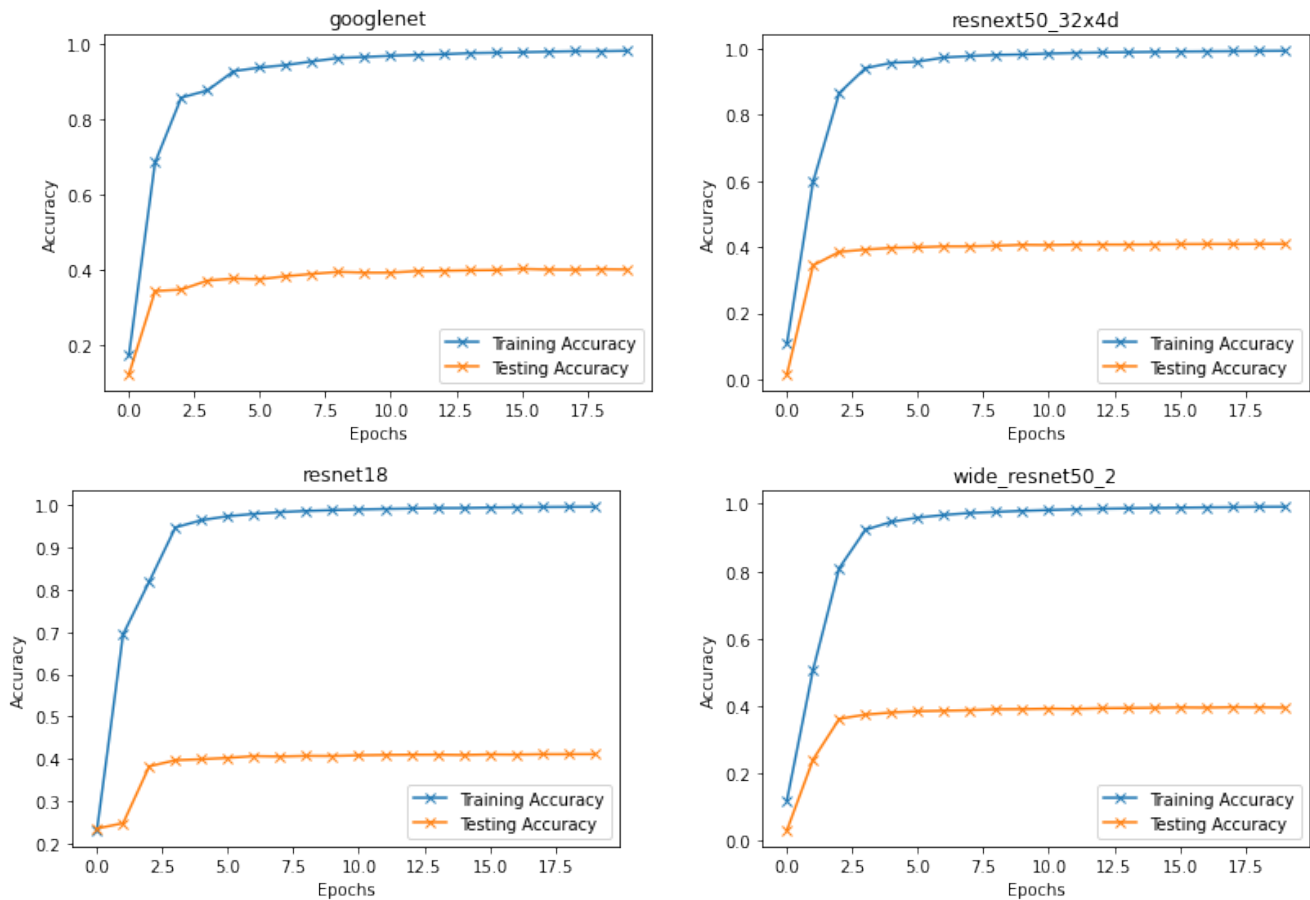 googlenet
1.0
0.8
0.6
0.4
0.2
Accuracy
0.0 2.5 5.0 7.5 10.0 12.5 15.0 17.5
Epochs
Training Accuracy
Testing Accuracy
resnext50_32x4d
1.0
0.8
0.6
0.4
0.2
0.0
Accuracy
0.0 2.5 5.0 7.5 10.0 12.5 15.0 17.5
Epochs
Training Accuracy
Testing Accuracy
resnet18
1.0
0.9
0.8
0.7
0.6
0.5
0.4
0.3
0.2
Accuracy
0.0 2.5 5.0 7.5 10.0 12.5 15.0 17.5
Epochs
Training Accuracy
Testing Accuracy
wide_resnet50_2
1.0
0.8
0.6
0.4
0.2
0.0
Accuracy
0.0 2.5 5.0 7.5 10.0 12.5 15.0 17.5
Epochs
Training Accuracy
Testing Accuracy